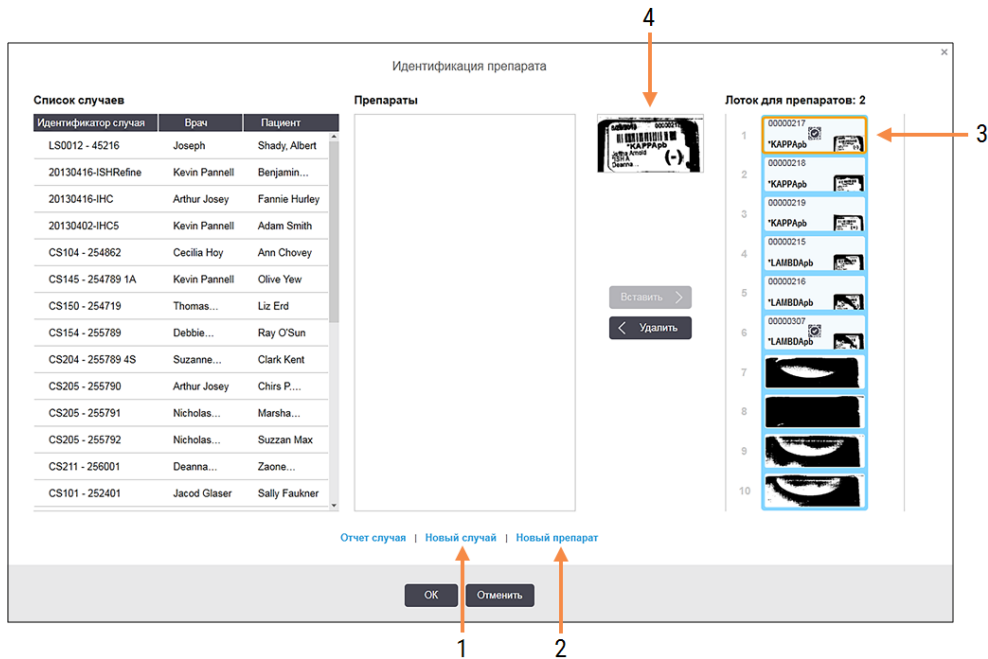 4
×
Идентификация препарата
Список случаев
Идентификатор случая Врач Пациент
LS0012 - 45216 Joseph Shady, Albert
20130416-ISHRefine Kevin Pannell Benjamin...
20130416-IHC Arthur Josey Fannie Hurley
20130402-IHC5 Kevin Pannell Adam Smith
CS104 - 254862 Cecilia Hoy Ann Chovey
CS145 - 254789 1A Kevin Pannell Olive Yew
CS150 - 254719 Thomas... Liz Erd
CS154 - 255789 Debbie... Ray O'Sun
CS204 - 255789 4S Suzanne... Clark Kent
CS205 - 255790 Arthur Josey Chirs P....
CS205 - 255791 Nicholas... Marsha...
CS205 - 255792 Nicholas... Suzzan Max
CS211 - 256001 Deanna... Zaone...
CS101 - 252401 Jacod Glaser Sally Faukner
Препараты
*KAPPApb
Deanna...
(-)
Вставить
Удалить
Лоток для препаратов: 2
1 00000217
*KAPPApb
2 00000218
*KAPPApb
3 00000219
*KAPPApb
4 00000215
*LAMBDApb
5 00000216
*LAMBDApb
6 00000307
*LAMBDApb
7
8
9
10
3
Отчет случая | Новый случай | Новый препарат
ОК Отменить
1 2